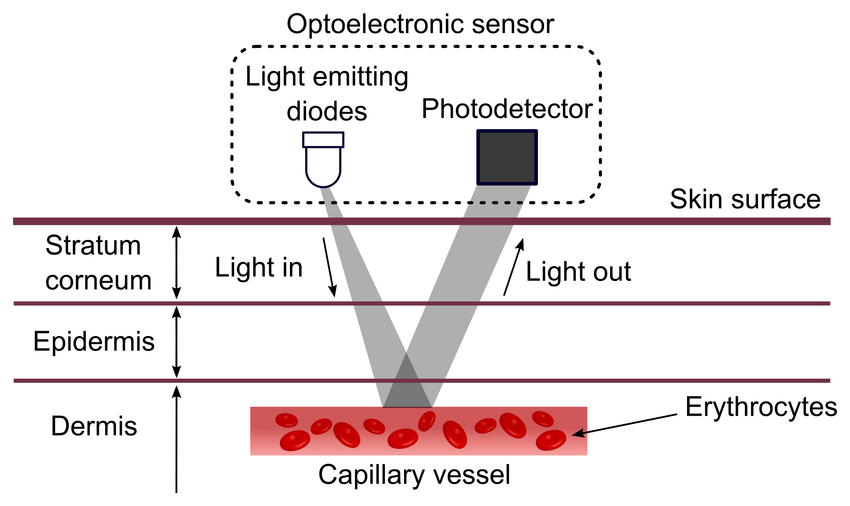 Optoelectronic sensor
Light emitting
diodes
Photodetector
Skin surface
Stratum
corneum
Light in
Light out
Epidermis
Dermis
Erythrocytes
Capillary vessel